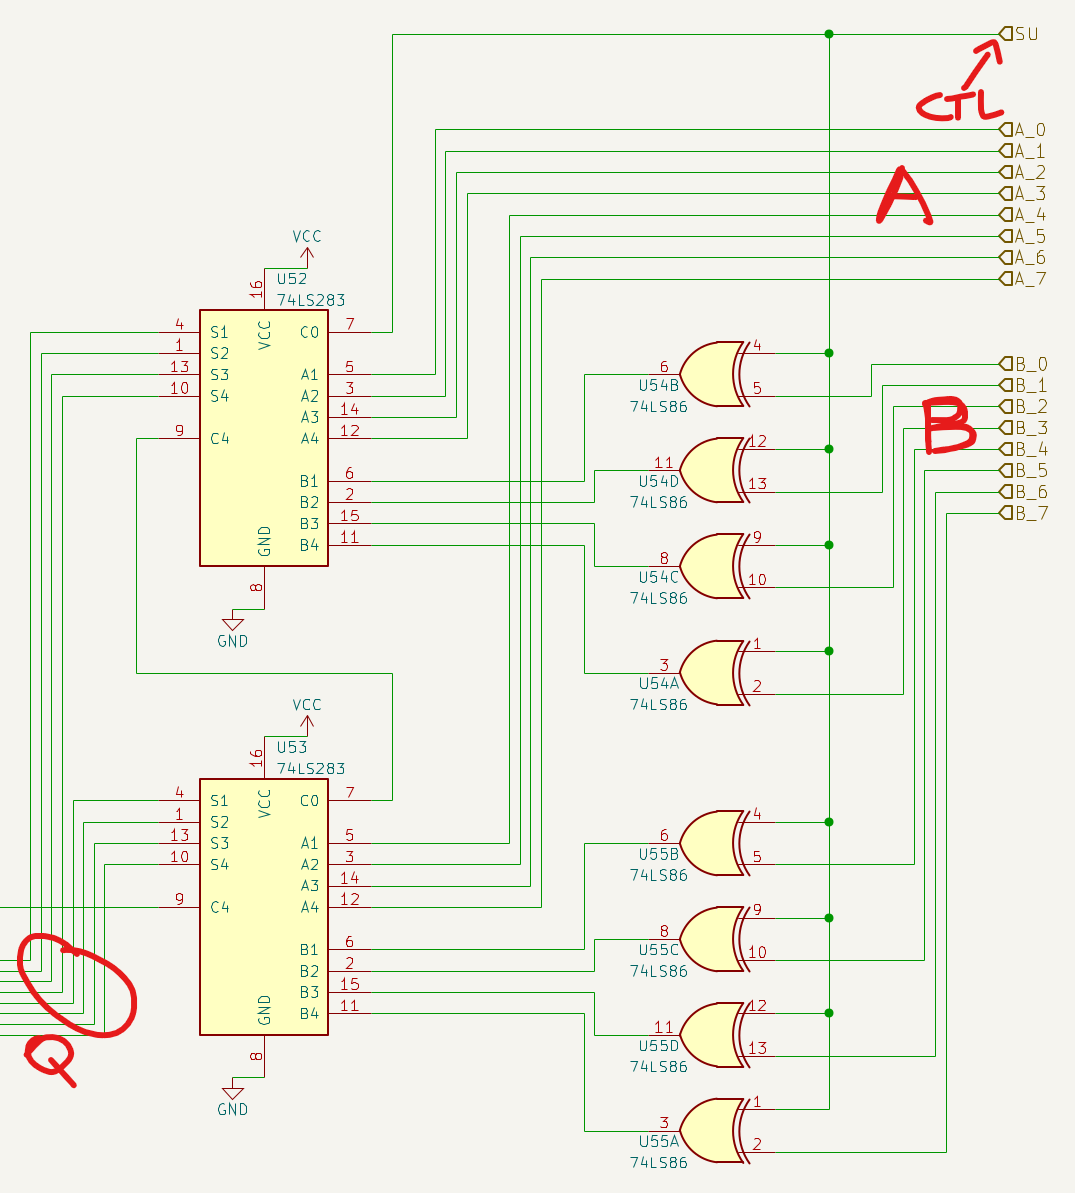 SU
CTL
A_0
A_1
A_2
A_3
A_4
A_5
A_6
A_7
A
VCC
U52
74LS283
16
VCC
4 S1 C0 7
1 S2
13 S3
10 S4
A1 5
A2 3
A3 14
9 C4 A4 12
B1 6
B2 2
B3 15
B4 11
GND
8
GND
B_0
B_1
B_2
B_3
B_4
B_5
B_6
B_7
B
6 4
U54B 5
74LS86
11 12
U54D 13
74LS86
8 9
U54C 10
74LS86
3 1
U54A 2
74LS86
VCC
U53
74LS283
16
VCC
4 S1 C0 7
1 S2
13 S3 A1 5
10 S4 A2 3
A3 14
9 C4 A4 12
B1 6
B2 2
B3 15
B4 11
GND
8
GND
6 4
U55B 5
74LS86
8 9
U55C 10
74LS86
11 12
U55D 13
74LS86
3 1
U55A 2
74LS86
Q